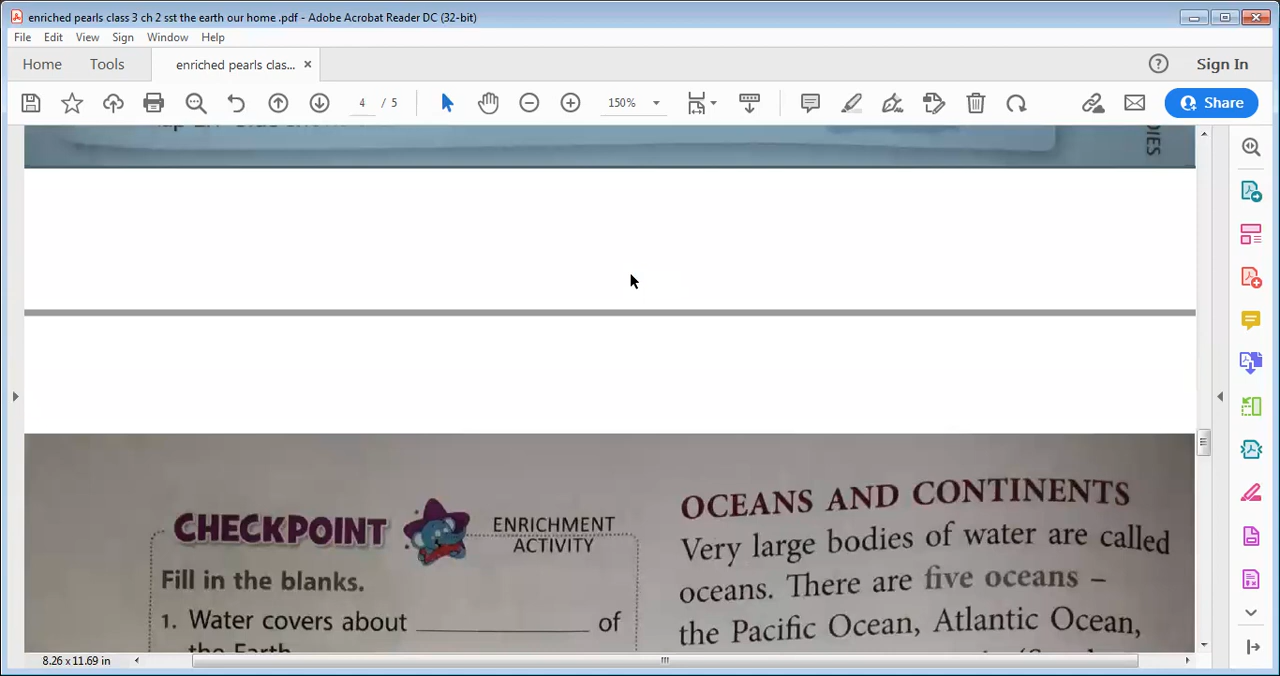 enriched pearls class 3 ch 2 sst the earth our home .pdf - Adobe Acrobat Reader DC (32-bit)
File Edit View Sign Window Help
Home Tools enriched pearls clas... × ? Sign In
4 / 5 150% Share
DIES
CHECKPOINT
ENRICHMENT
ACTIVITY
Fill in the blanks.
1. Water covers about ____________ of
the Earth
OCEANS AND CONTINENTS
Very large bodies of water are called
oceans. There are five oceans –
the Pacific Ocean, Atlantic Ocean,
8.26 x 11.69 in